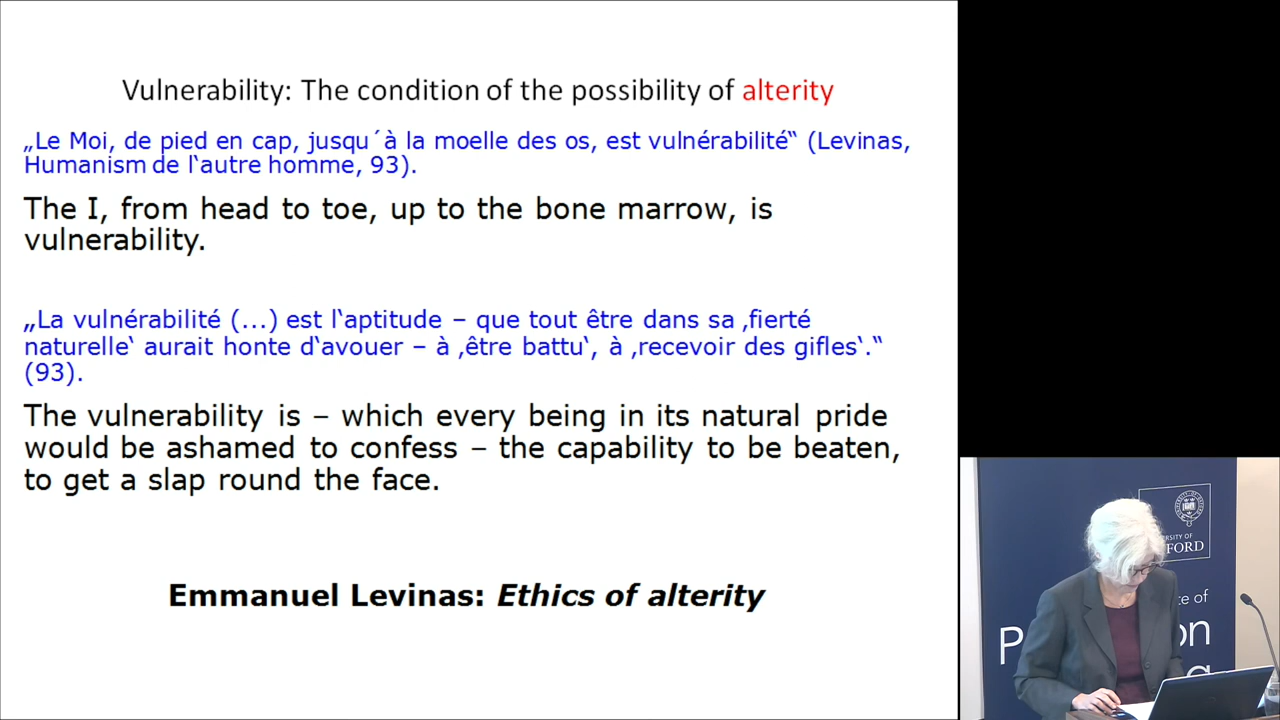 Vulnerability: The condition of the possibility of alterity
„Le Moi, de pied en cap, jusqu´à la moelle des os, est vulnérabilité“ (Levinas,
Humanism de l‘autre homme, 93).
The I, from head to toe, up to the bone marrow, is
vulnerability.
„La vulnérabilité (...) est l‘aptitude – que tout être dans sa ‚fierté
naturelle‘ aurait honte d‘avouer – à ‚être battu‘, à ‚recevoir des gifles‘.“
(93).
The vulnerability is – which every being in its natural pride
would be ashamed to confess – the capability to be beaten,
to get a slap round the face.
Emmanuel Levinas: Ethics of alterity